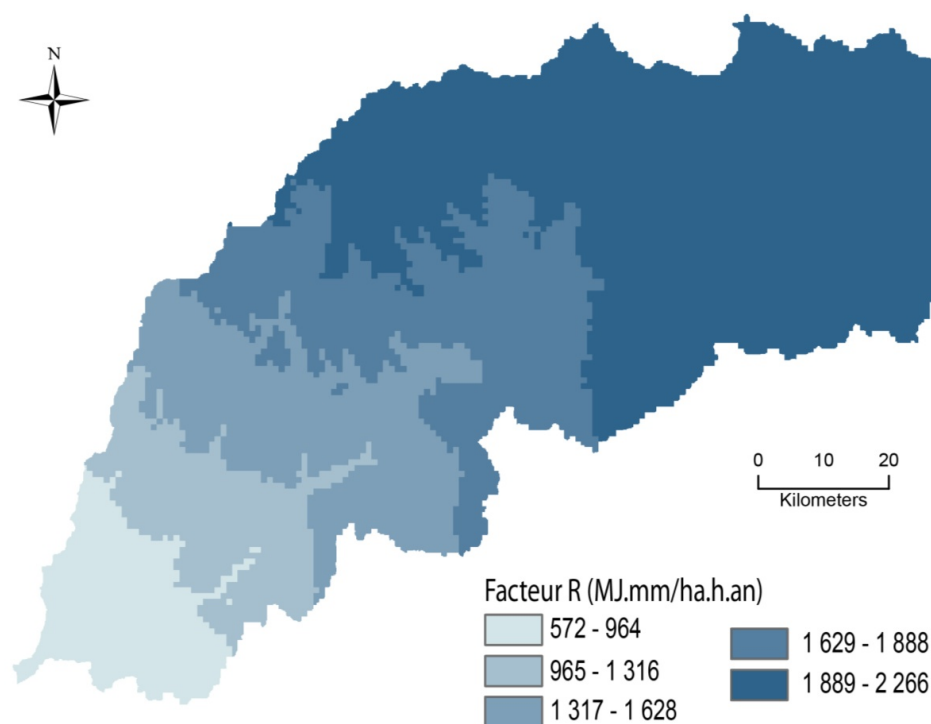 N
0 10 20
Kilometers
Facteur R (MJ.mm/ha.h.an)
572 - 964
965 - 1 316
1 317 - 1 628
1 629 - 1 888
1 889 - 2 266